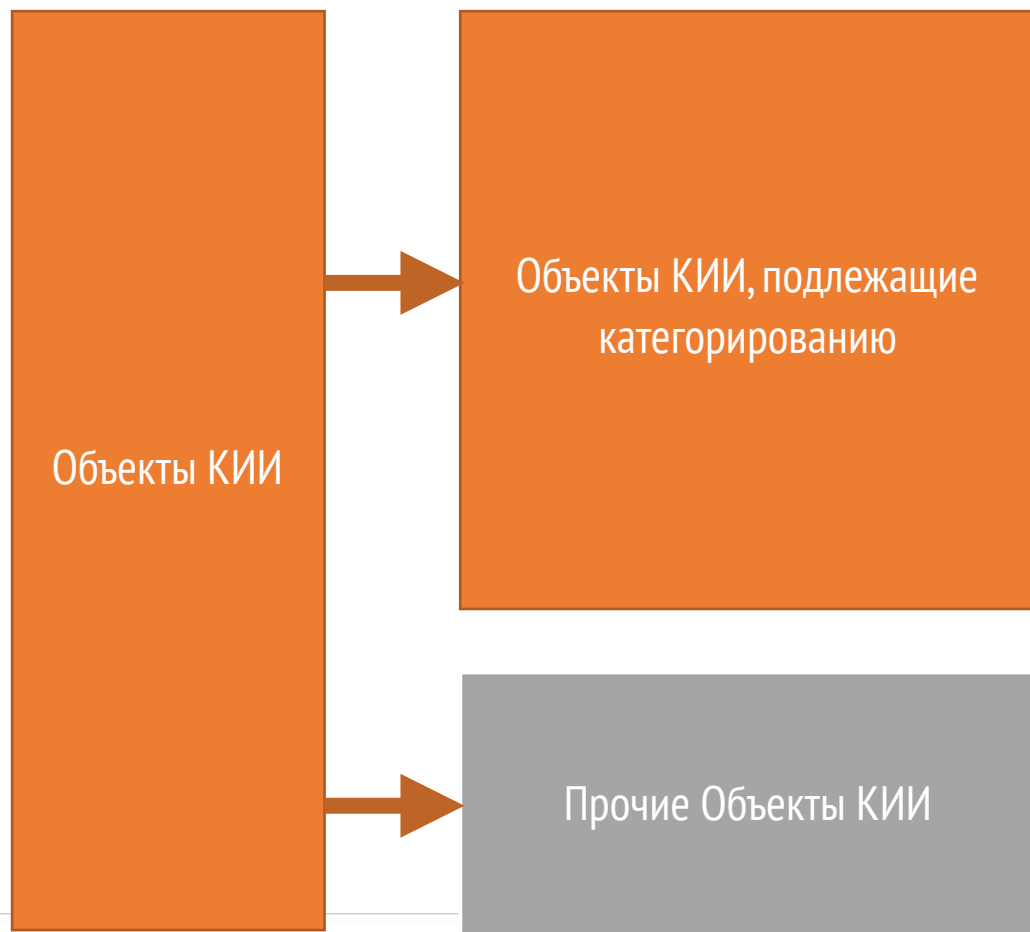 Объекты КИИ
Объекты КИИ, подлежащие
категорированию
Прочие Объекты КИИ